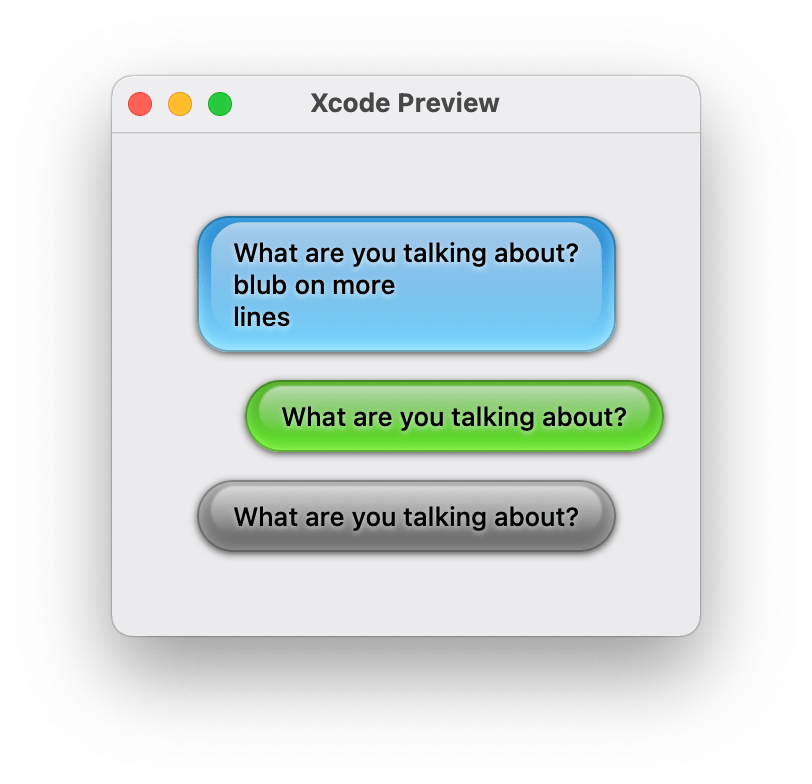 Xcode Preview
What are you talking about?
blub on more
lines
What are you talking about?
What are you talking about?